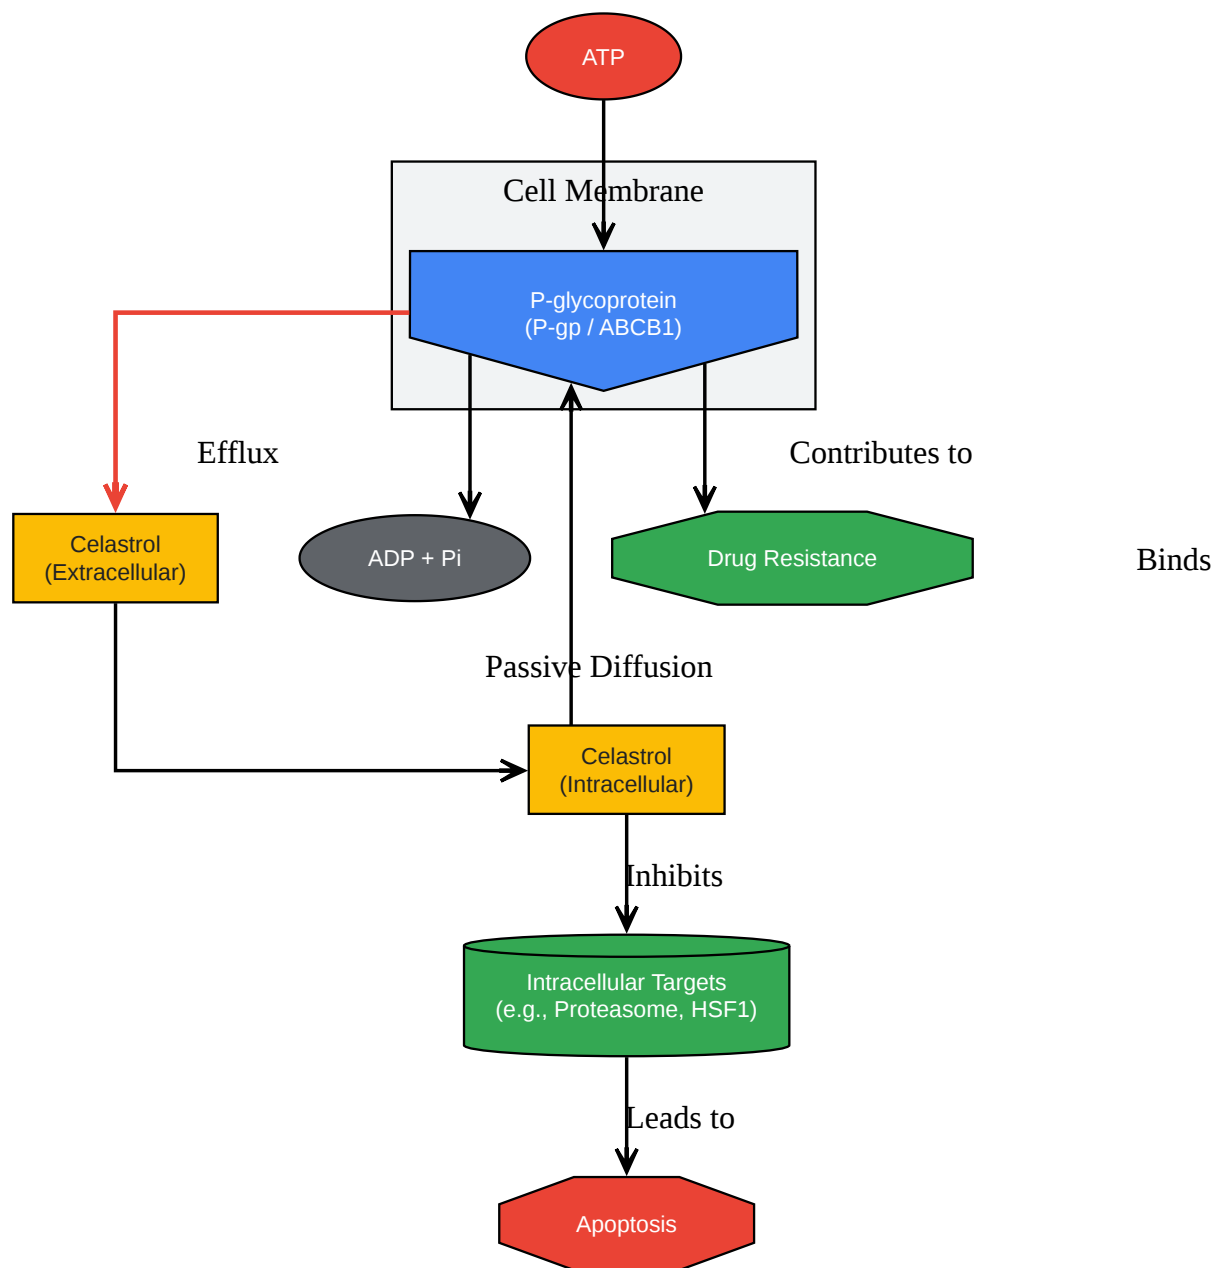 ATP
Cell Membrane
P-glycoprotein
(P-gp / ABCB1)
Efflux
Contributes to
Celastrol
(Extracellular)
ADP + Pi
Drug Resistance
Binds
Passive Diffusion
Celastrol
(Intracellular)
Inhibits
Intracellular Targets
(e.g., Proteasome, HSF1)
Leads to
Apoptosis